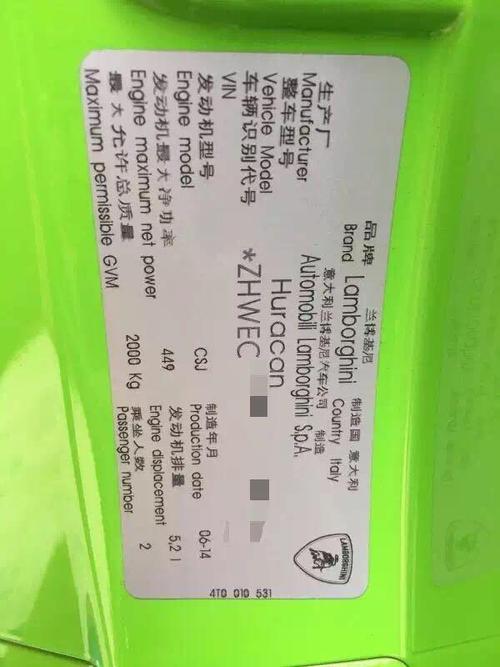 兰博基尼
品牌 Brand Lamborghini 制造国 Country 意大利 Italy
意大利兰博基尼汽车公司 制造
生产厂 Manufacturer Automobili Lamborghini S.p.A.
整车型号 Vehicle Model Huracan
车辆识别代号 VIN *ZHWEC
发动机型号 Engine model CSJ 制造年月 Production date 06-14
发动机最大净功率 Engine maximum net power 449 发动机排量 Engine displacement 5,2 l
最大允许总质量 Maximum permissible GVM 2000 Kg 乘坐人数 Passenger number 2
4T0 010 531
LAMBORGHINI